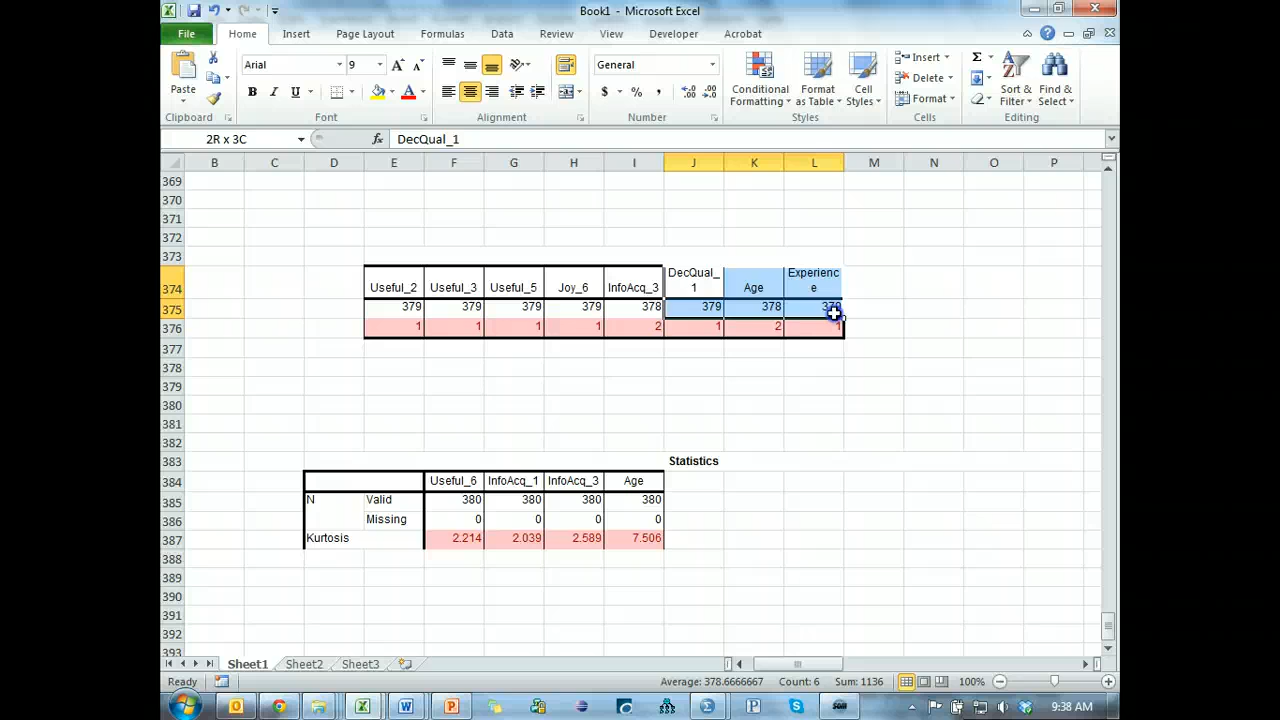 Book1 - Microsoft Excel
File Home Insert Page Layout Formulas Data Review View Developer Acrobat
Arial 9 General Insert
Paste Conditional Formatting Format as Table Cell Styles Delete Sort & Filter Find & Select
Format
Clipboard Font Alignment Number Styles Cells Editing
2R x 3C fx DecQual_1
B C D E F G H I J K L M N O P
369
370
371
372
373
374 Useful_2 Useful_3 Useful_5 Joy_6 InfoAcq_3 DecQual_1 Age Experience
375 379 379 379 379 378 379 378 379
376 1 1 1 1 2 1 2 1
377
378
379
380
381
382
383 Statistics
384 Useful_6 InfoAcq_1 InfoAcq_3 Age
385 N Valid 380 380 380 380
386 Missing 0 0 0 0
387 Kurtosis 2.214 2.039 2.589 7.506
388
389
390
391
392
393
Sheet1 Sheet2 Sheet3
Ready Average: 378.6666667 Count: 6 Sum: 1136 100%
9:38 AM